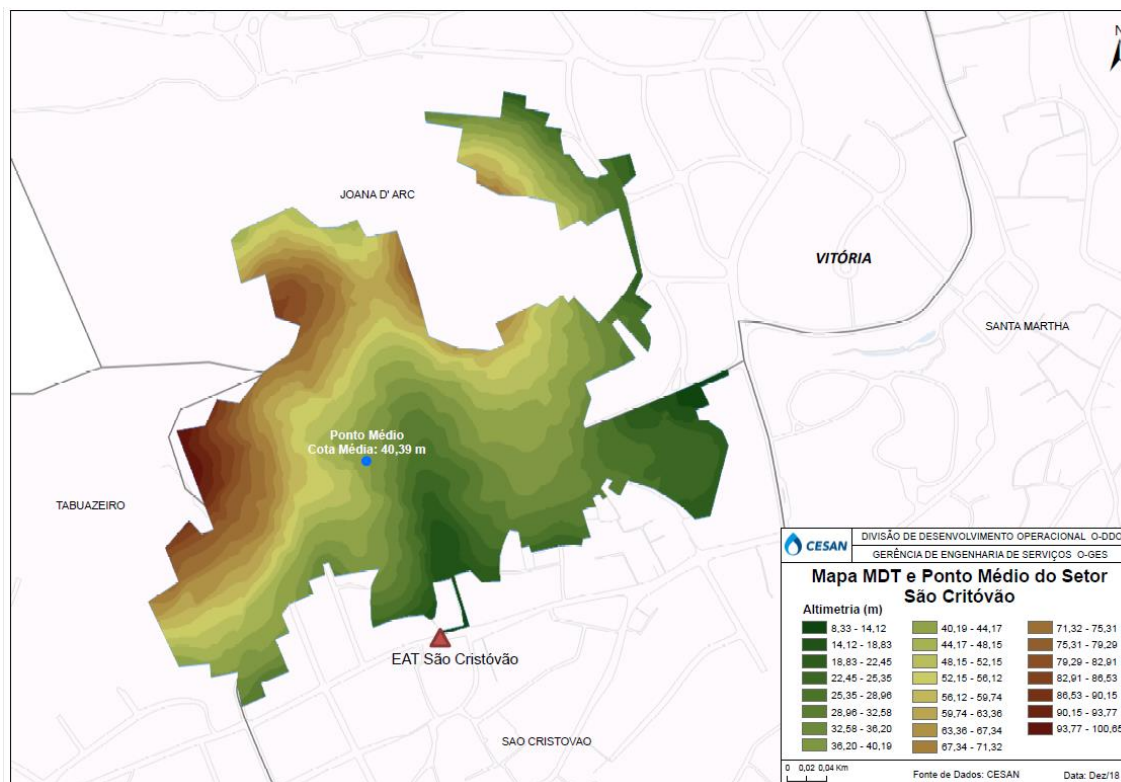 N
JOANA D' ARC
VITÓRIA
SANTA MARTHA
Ponto Médio
Cota Média: 40,39 m
TABUAZEIRO
EAT São Cristóvão
SAO CRISTOVAO
CESAN
DIVISÃO DE DESENVOLVIMENTO OPERACIONAL O-DDO
GERÊNCIA DE ENGENHARIA DE SERVIÇOS O-GES
Mapa MDT e Ponto Médio do Setor
São Critóvão
Altimetria (m)
8,33 - 14,12
14,12 - 18,83
18,83 - 22,45
22,45 - 25,35
25,35 - 28,96
28,96 - 32,58
32,58 - 36,20
36,20 - 40,19
40,19 - 44,17
44,17 - 48,15
48,15 - 52,15
52,15 - 56,12
56,12 - 59,74
59,74 - 63,36
63,36 - 67,34
67,34 - 71,32
71,32 - 75,31
75,31 - 79,29
79,29 - 82,91
82,91 - 86,53
86,53 - 90,15
90,15 - 93,77
93,77 - 100,65
0 0,02 0,04 Km
Fonte de Dados: CESAN
Data: Dez/18